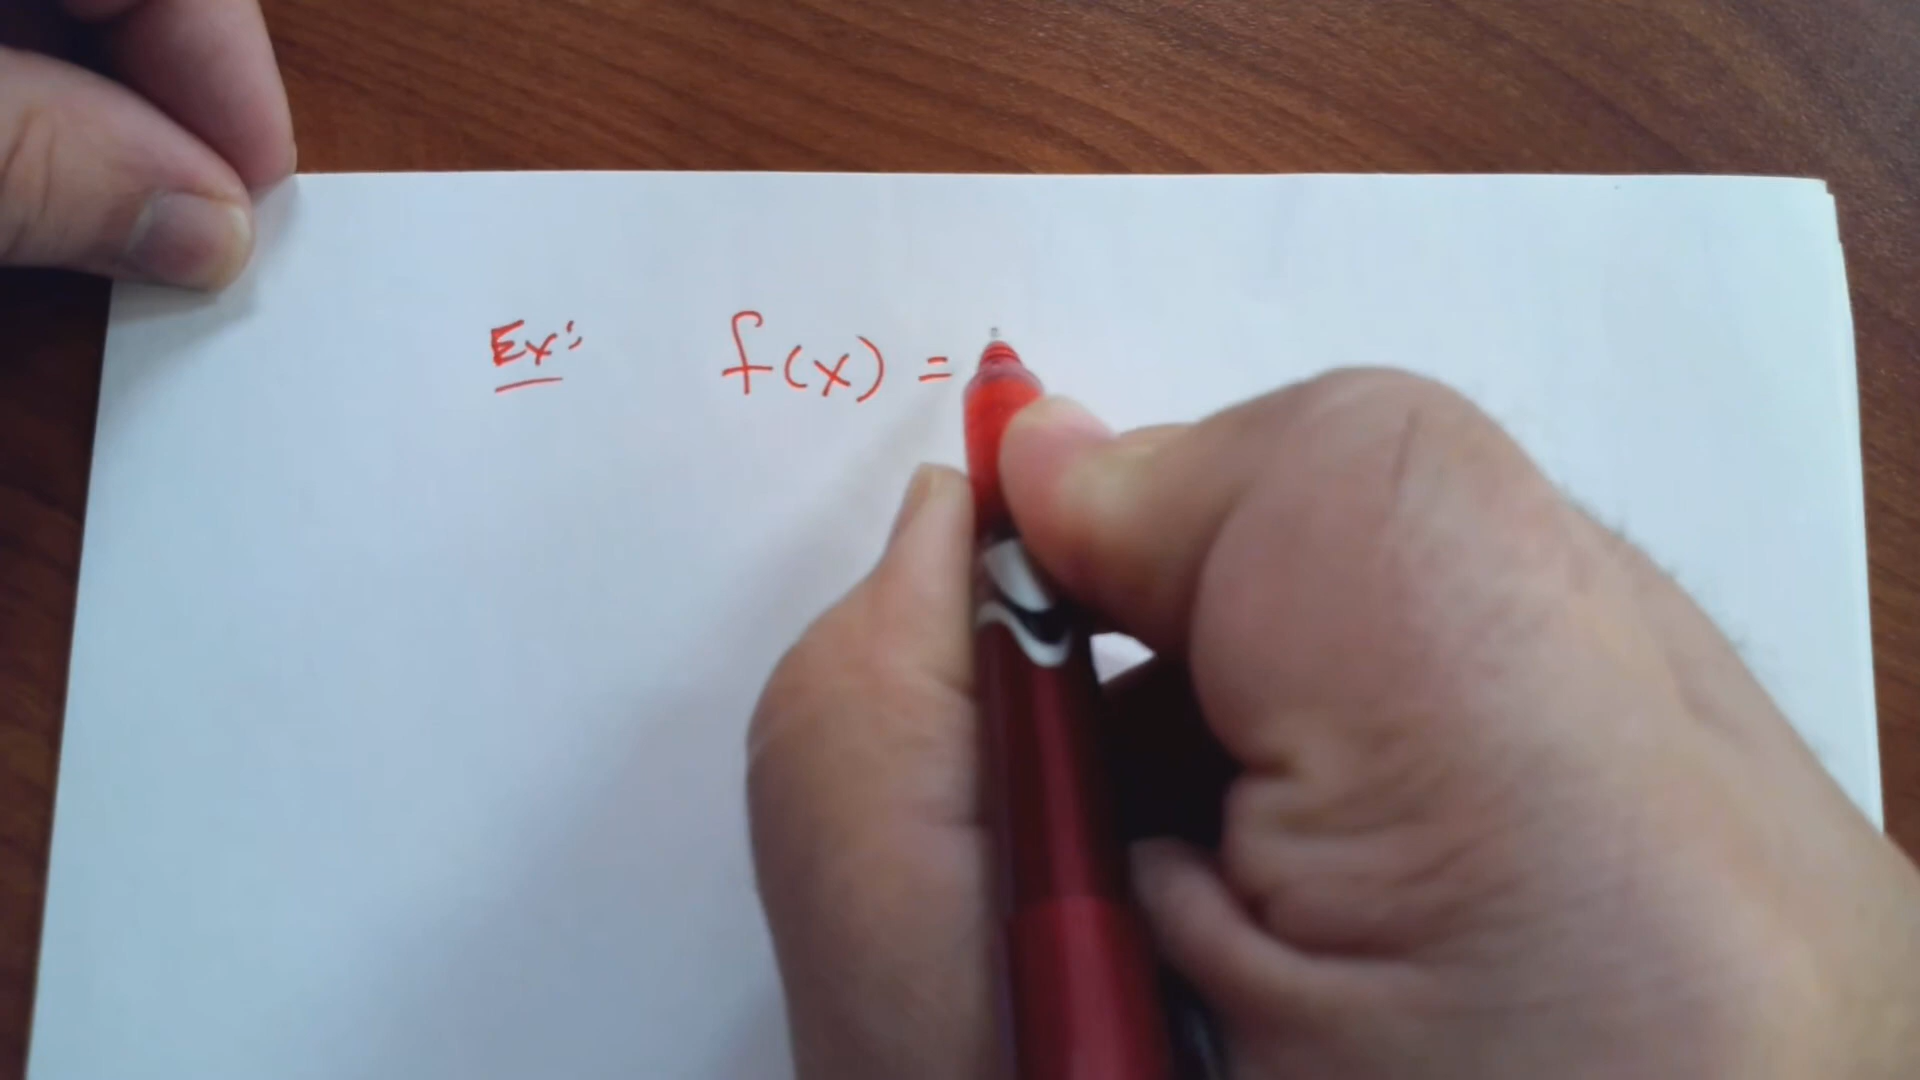 Ex: f(x) =